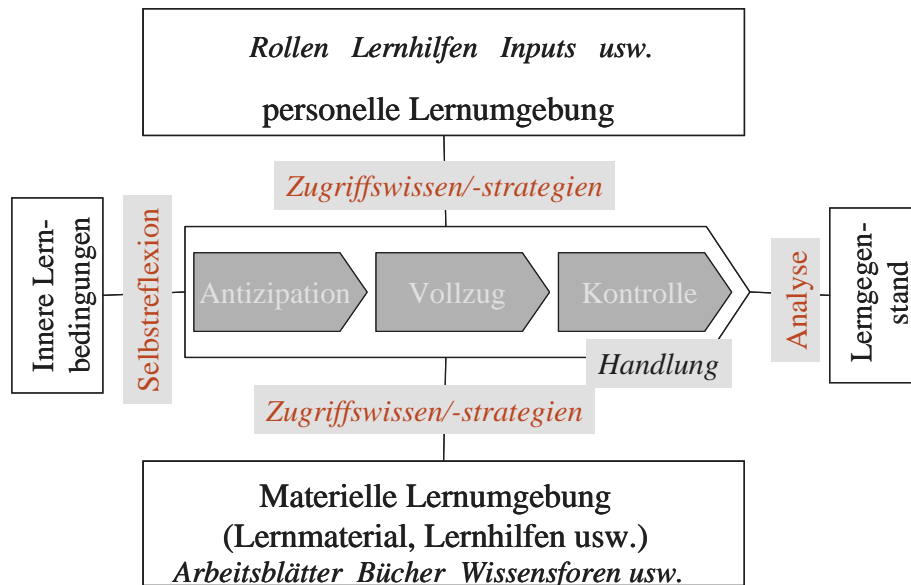 Rollen Lernhilfen Inputs usw.
personelle Lernumgebung
Zugriffswissen/-strategien
Innere Lern-
bedingungen
Selbstreflexion
Antizipation
Vollzug
Kontrolle
Handlung
Analyse
Lerngegen-
stand
Zugriffswissen/-strategien
Materielle Lernumgebung
(Lernmaterial, Lernhilfen usw.)
Arbeitsblätter Bücher Wissensforen usw.